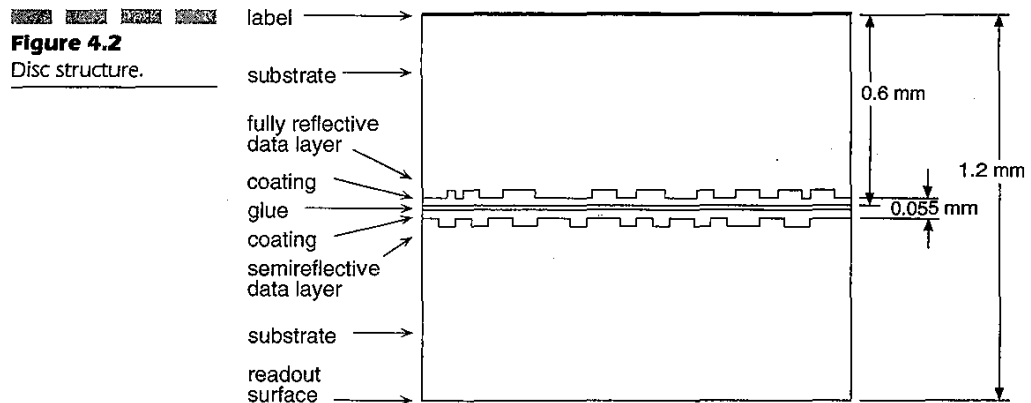 Figure 4.2
Disc structure.
label
substrate
fully reflective
data layer
coating
glue
coating
semireflective
data layer
substrate
readout
surface
0.6 mm
1.2 mm
0.055 mm